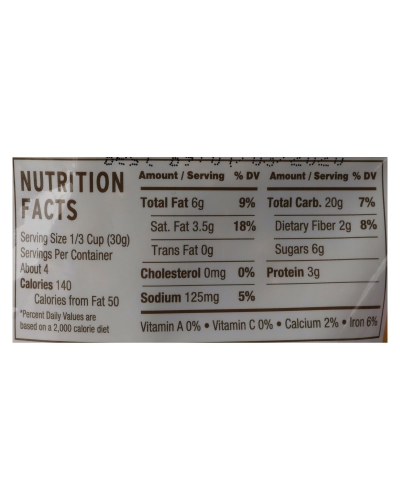 NUTRITION
FACTS
Serving Size 1/3 Cup (30g)
Servings Per Container
About 4
Calories 140
Calories from Fat 50
*Percent Daily Values are
based on a 2,000 calorie diet
Amount / Serving % DV
Total Fat 6g 9%
Sat. Fat 3.5g 18%
Trans Fat 0g
Cholesterol 0mg 0%
Sodium 125mg 5%
Amount / Serving % DV
Total Carb. 20g 7%
Dietary Fiber 2g 8%
Sugars 6g
Protein 3g
Vitamin A 0% • Vitamin C 0% • Calcium 2% • Iron 6%